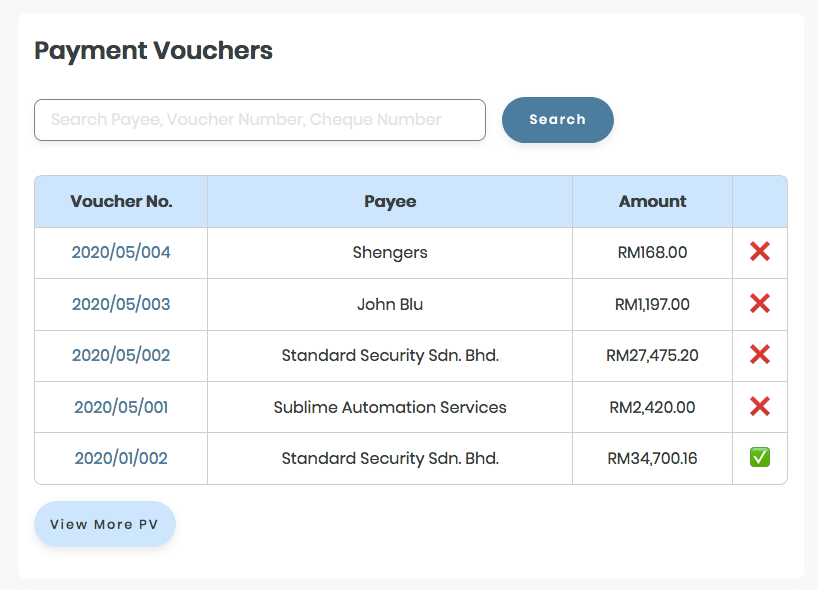 Payment Vouchers
Search Payee, Voucher Number, Cheque Number
Search
Voucher No. Payee Amount
2020/05/004 Shengers RM168.00
2020/05/003 John Blu RM1,197.00
2020/05/002 Standard Security Sdn. Bhd. RM27,475.20
2020/05/001 Sublime Automation Services RM2,420.00
2020/01/002 Standard Security Sdn. Bhd. RM34,700.16
View More PV